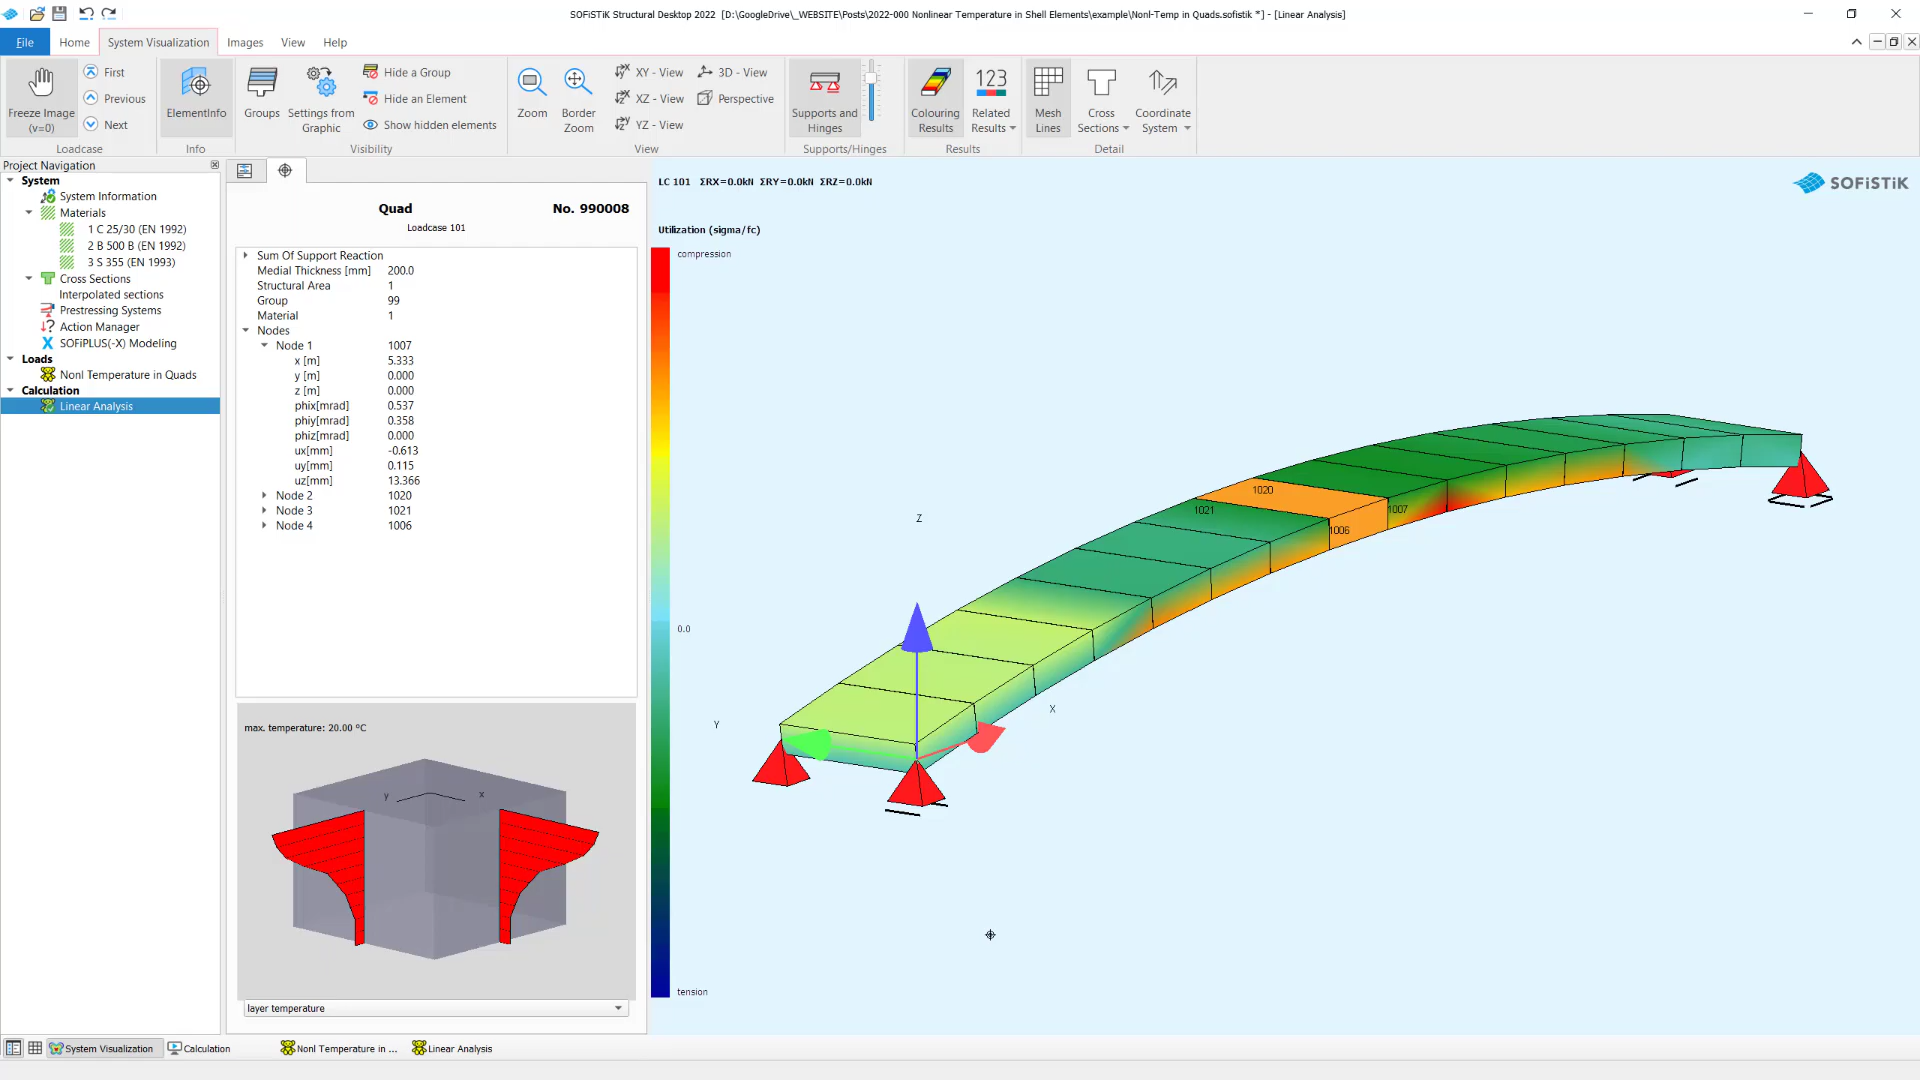 SOFiSTiK Structural Desktop 2022 [D:\GoogleDrive\_WEBSITE\Posts\2022-000 Nonlinear Temperature in Shell Elements\example\Nonl-Temp in Quads.sofistik *] - [Linear Analysis]
File Home System Visualization Images View Help
Freeze Image (v=0)
First
Previous
Next
Loadcase
ElementInfo
Info
Groups
Settings from Graphic
Hide a Group
Hide an Element
Show hidden elements
Visibility
Zoom
Border Zoom
XY - View
XZ - View
YZ - View
3D - View
Perspective
View
Supports and Hinges
Supports/Hinges
Colouring Results
Related Results
Results
Mesh Lines
Cross Sections
Coordinate System
Detail
Project Navigation
System
System Information
Materials
1 C 25/30 (EN 1992)
2 B 500 B (EN 1992)
3 S 355 (EN 1993)
Cross Sections
Interpolated sections
Prestressing Systems
Action Manager
SOFiPLUS(-X) Modeling
Loads
Nonl Temperature in Quads
Calculation
Linear Analysis
Quad No. 990008
Loadcase 101
Sum Of Support Reaction
Medial Thickness [mm] 200.0
Structural Area 1
Group 99
Material 1
Nodes
Node 1 1007
x [m] 5.333
y [m] 0.000
z [m] 0.000
phix[mrad] 0.537
phiy[mrad] 0.358
phiz[mrad] 0.000
ux[mm] -0.613
uy[mm] 0.115
uz[mm] 13.366
Node 2 1020
Node 3 1021
Node 4 1006
max. temperature: 20.00 °C
y x
layer temperature
LC 101 ΣRX=0.0kN ΣRY=0.0kN ΣRZ=0.0kN
SOFiSTiK
Utilization (sigma/fc)
compression
0.0
tension
1020
1021
1007
1006
Z
Y
X
System Visualization Calculation Nonl Temperature in ... Linear Analysis